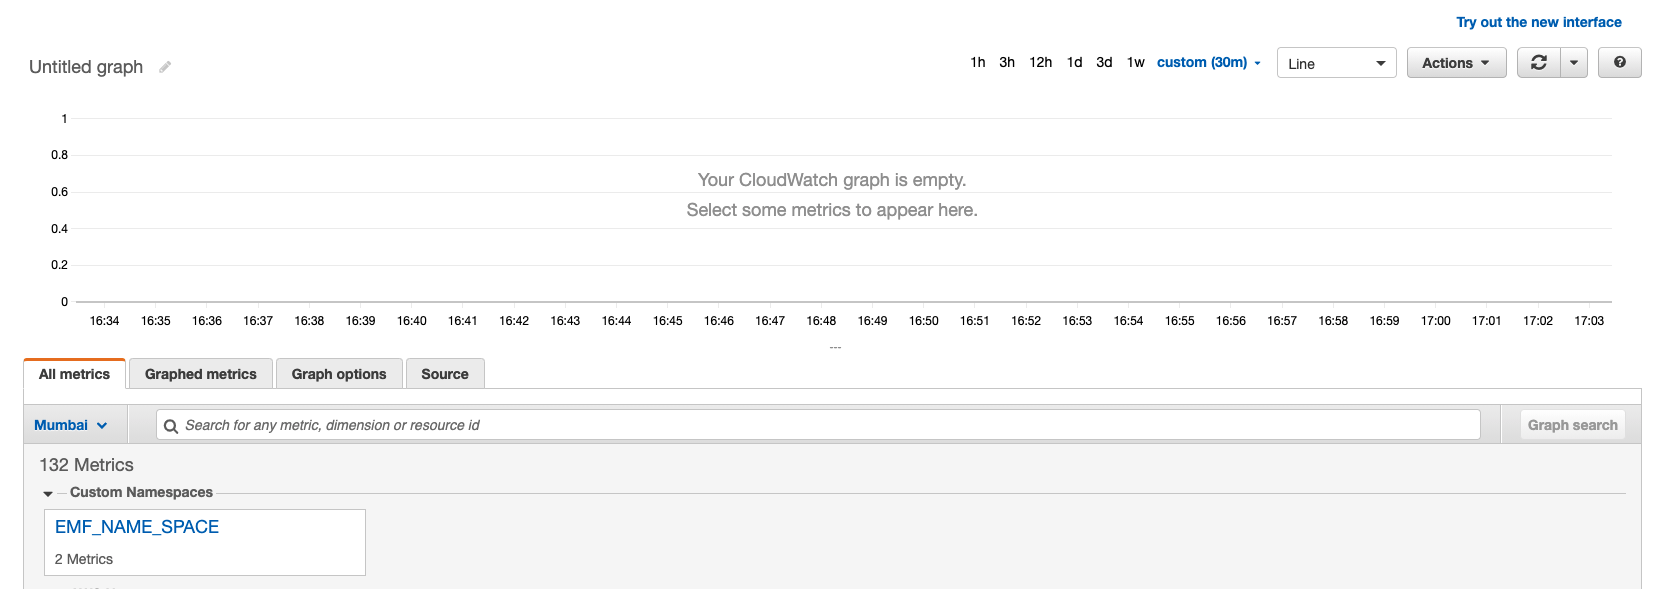 Try out the new interface
Untitled graph
1h 3h 12h 1d 3d 1w custom (30m) Line Actions
1
0.8
0.6
0.4
0.2
0
Your CloudWatch graph is empty.
Select some metrics to appear here.
16:34 16:35 16:36 16:37 16:38 16:39 16:40 16:41 16:42 16:43 16:44 16:45 16:46 16:47 16:48 16:49 16:50 16:51 16:52 16:53 16:54 16:55 16:56 16:57 16:58 16:59 17:00 17:01 17:02 17:03
All metrics Graphed metrics Graph options Source
Mumbai Search for any metric, dimension or resource id Graph search
132 Metrics
Custom Namespaces
EMF_NAME_SPACE
2 Metrics